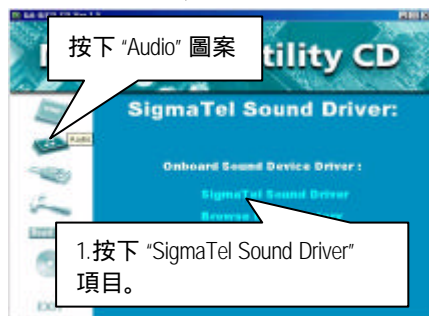 按下 “Audio” 圖案
tility CD
SigmaTel Sound Driver:
Audio
Onboard Sound Device Driver :
SigmaTel Sound Driver
Browse
1.按下 “SigmaTel Sound Driver”
項目。